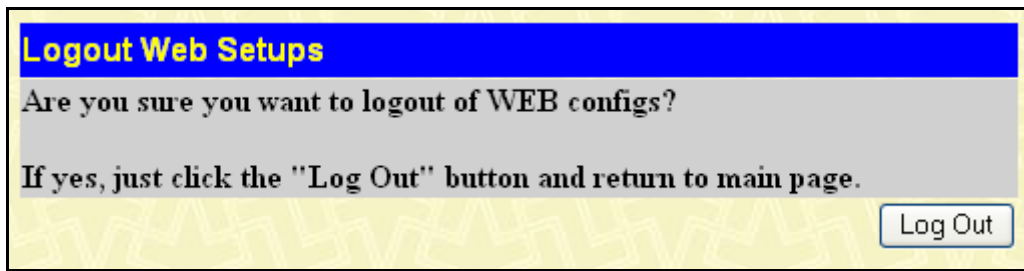 Logout Web Setups
Are you sure you want to logout of WEB configs?
If yes, just click the "Log Out" button and return to main page.
Log Out